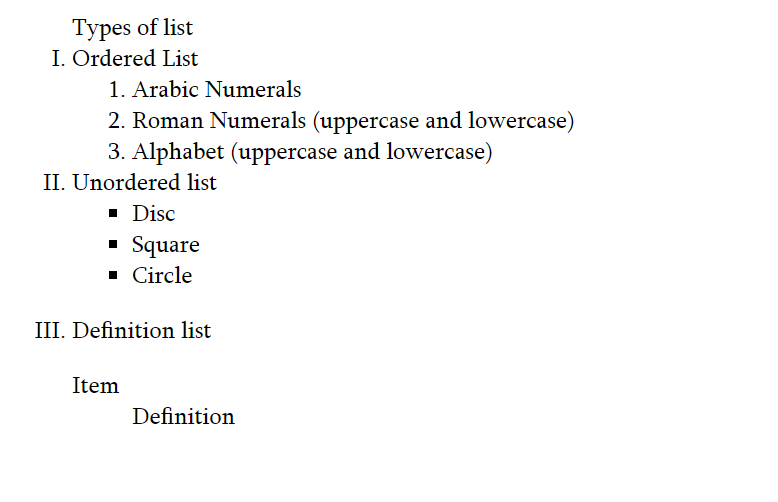 Types of list
I. Ordered List
1. Arabic Numerals
2. Roman Numerals (uppercase and lowercase)
3. Alphabet (uppercase and lowercase)
II. Unordered list
▪ Disc
▪ Square
▪ Circle
III. Definition list
Item
Definition